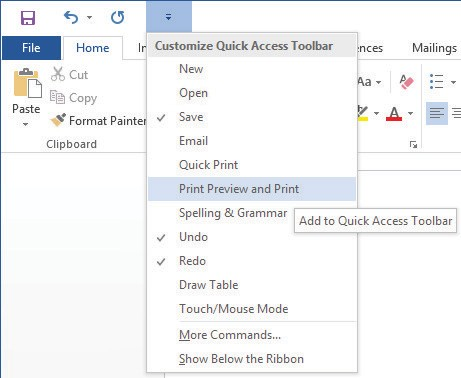 Customize Quick Access Toolbar
File Home ences Mailings
New
Open
Save
Email
Quick Print
Print Preview and Print
Spelling & Grammar
Add to Quick Access Toolbar
Undo
Redo
Draw Table
Touch/Mouse Mode
More Commands...
Show Below the Ribbon
Paste
Cut
Copy
Format Painter
Clipboard
Aa
A